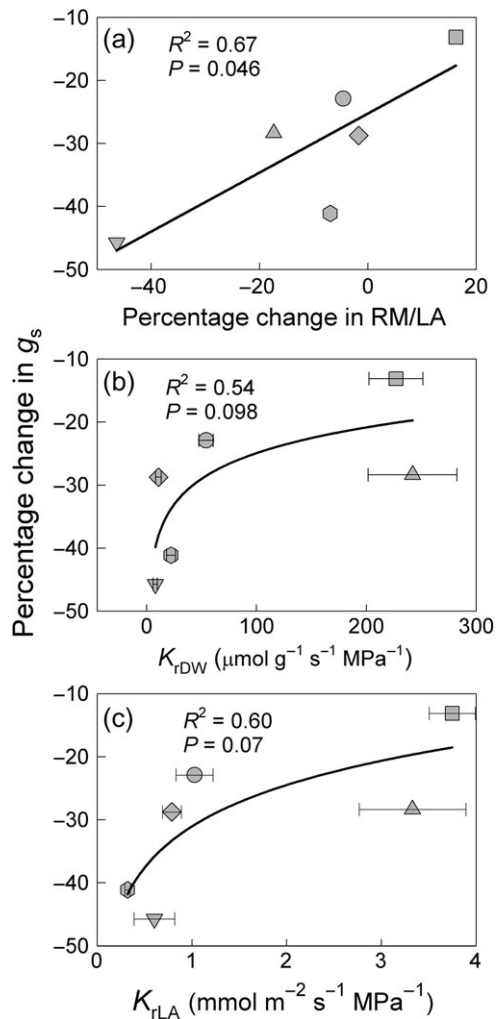 Percentage change in gs
(a)
R² = 0.67
P = 0.046
−10
−20
−30
−40
−50
−40 −20 0 20
Percentage change in RM/LA
(b)
R² = 0.54
P = 0.098
−10
−20
−30
−40
−50
0 100 200 300
KrDW (μmol g⁻¹ s⁻¹ MPa⁻¹)
(c)
R² = 0.60
P = 0.07
−10
−20
−30
−40
−50
0 1 2 3 4
KrLA (mmol m⁻² s⁻¹ MPa⁻¹)